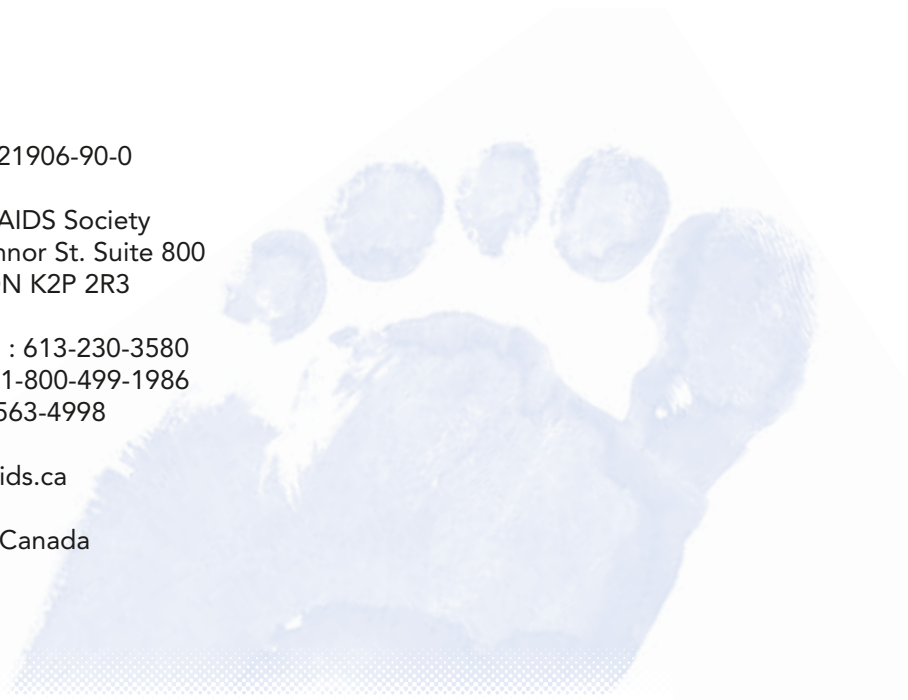 21906-90-0
AIDS Society
nnor St. Suite 800
N K2P 2R3
: 613-230-3580
1-800-499-1986
563-4998
ids.ca
Canada